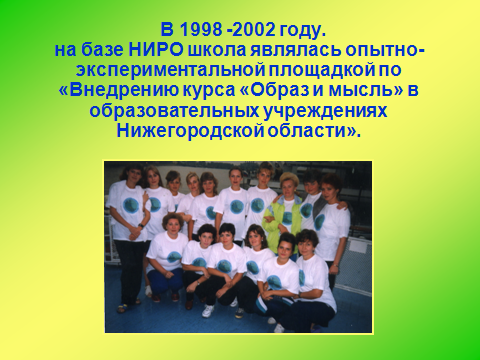 В 1998 -2002 году.
на базе НИРО школа являлась опытно-
экспериментальной площадкой по
«Внедрению курса «Образ и мысль» в
образовательных учреждениях
Нижегородской области».